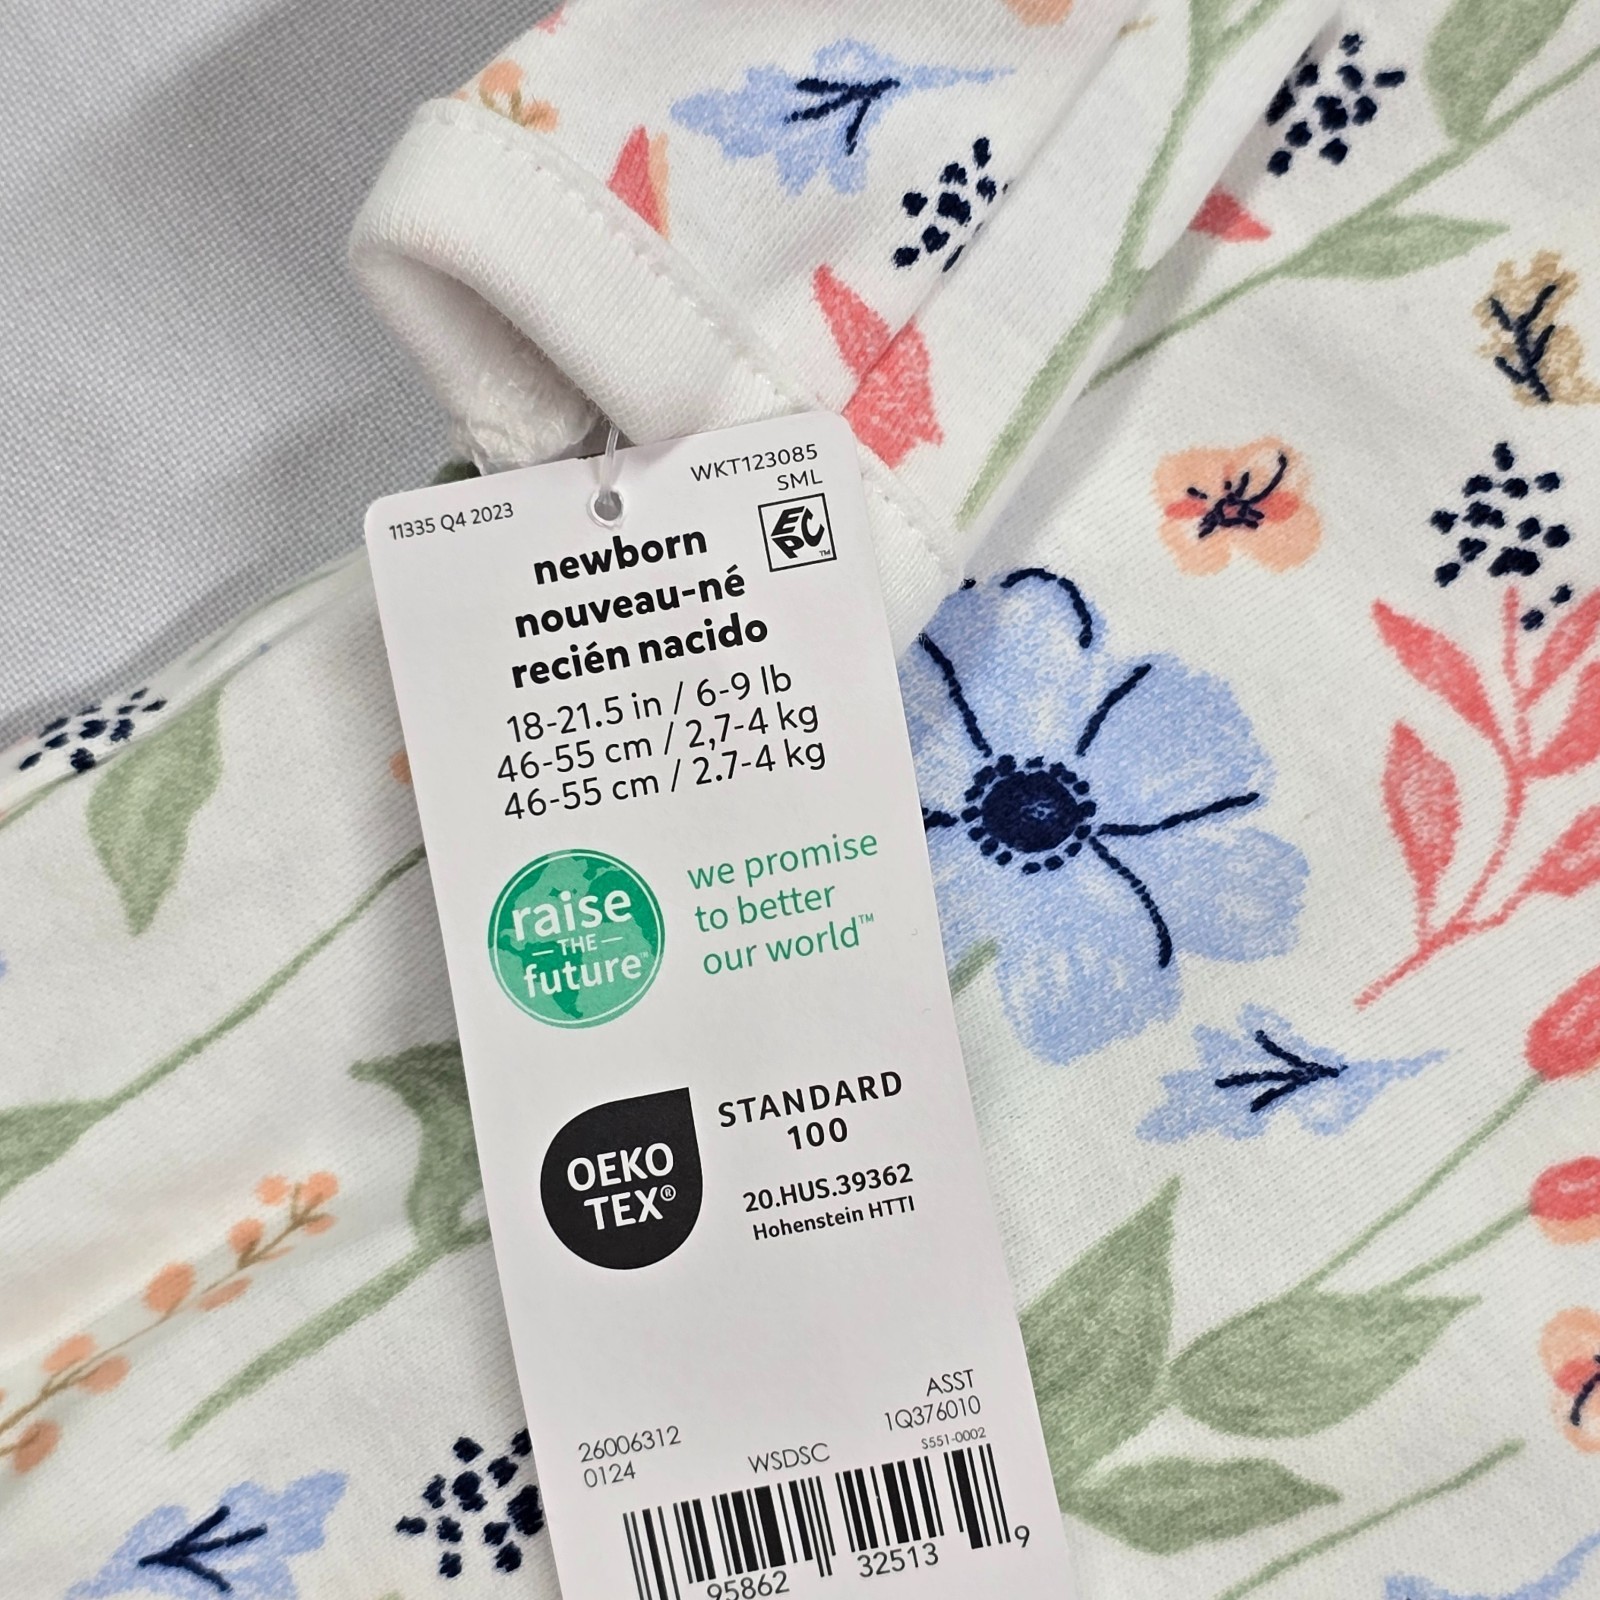 11335 Q4 2023
WKT123085
SML
EPC™
newborn
nouveau-né
recién nacido
18-21.5 in / 6-9 lb
46-55 cm / 2,7-4 kg
46-55 cm / 2.7-4 kg
raise
THE
future™
we promise
to better
our world™
OEKO
TEX®
STANDARD
100
20.HUS.39362
Hohenstein HTTI
ASST
1Q376010
S551-0002
26006312
0124
WSDSC
95862 32513 9